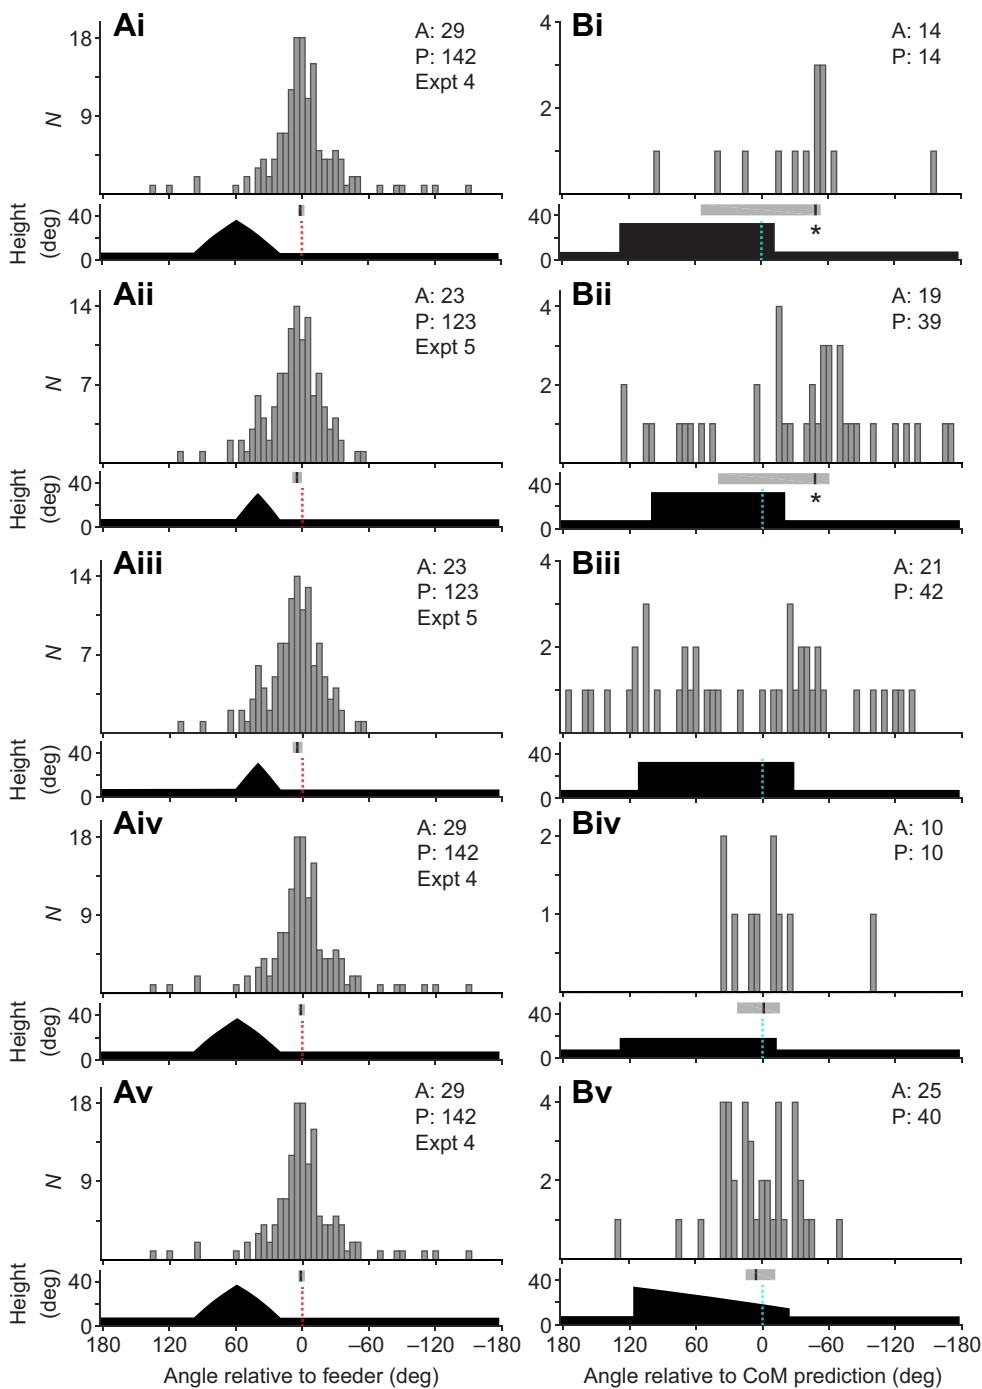 Ai
A: 29
P: 142
Expt 4
18
9
N
40
0
Height
(deg)
Bi
A: 14
P: 14
4
2
40
0
*
Aii
A: 23
P: 123
Expt 5
14
7
N
40
0
Height
(deg)
Bii
A: 19
P: 39
4
2
40
0
*
Aiii
A: 23
P: 123
Expt 5
14
7
N
40
0
Height
(deg)
Biii
A: 21
P: 42
4
2
40
0
Aiv
A: 29
P: 142
Expt 4
18
9
N
40
0
Height
(deg)
Biv
A: 10
P: 10
2
1
40
0
Av
A: 29
P: 142
Expt 4
18
9
N
40
0
Height
(deg)
180 120 60 0 –60 –120 –180
Angle relative to feeder (deg)
Bv
A: 25
P: 40
4
2
40
0
180 120 60 0 –60 –120 –180
Angle relative to CoM prediction (deg)